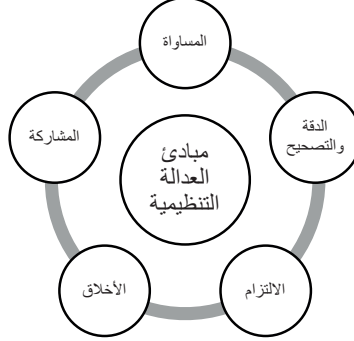 المساواة
الدقة
والتصحيح
المشاركة
مبادئ
العدالة
التنظيمية
الالتزام
الأخلاق